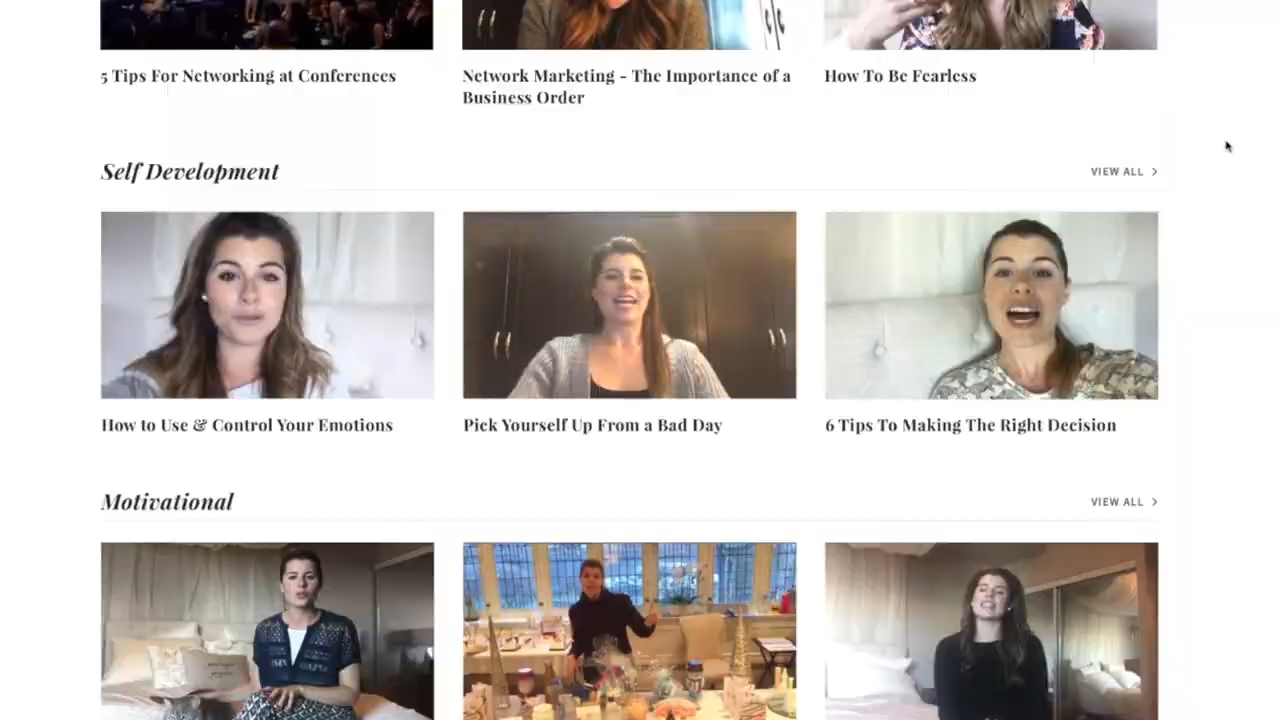 5 Tips For Networking at Conferences
Network Marketing - The Importance of a
Business Order
How To Be Fearless
Self Development
VIEW ALL >
How to Use & Control Your Emotions
Pick Yourself Up From a Bad Day
6 Tips To Making The Right Decision
Motivational
VIEW ALL >